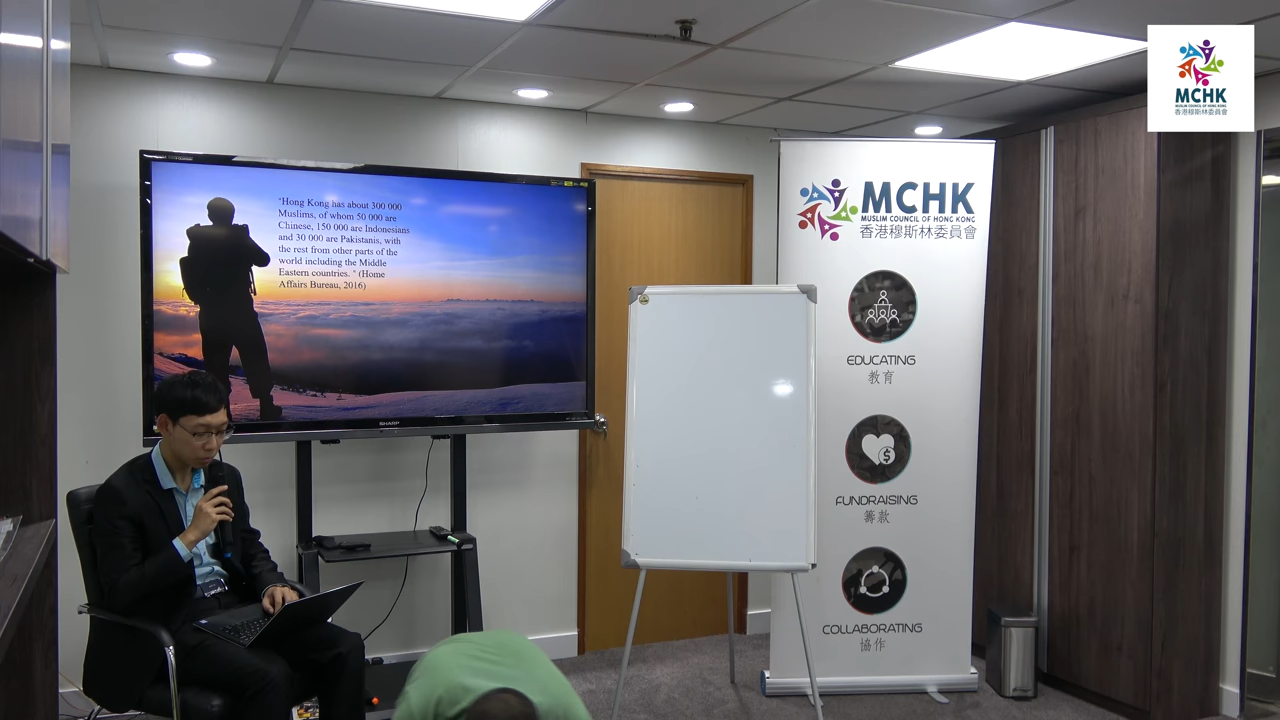 "Hong Kong has about 300 000
Muslims, of whom 50 000 are
Chinese, 150 000 are Indonesians
and 30 000 are Pakistanis, with
the rest from other parts of the
world including the Middle
Eastern countries. " (Home
Affairs Bureau, 2016)
SHARP
MCHK
MUSLIM COUNCIL OF HONG KONG
香港穆斯林委員會
EDUCATING
教育
FUNDRAISING
籌款
COLLABORATING
協作
MCHK
MUSLIM COUNCIL OF HONG KONG
香港穆斯林委員會